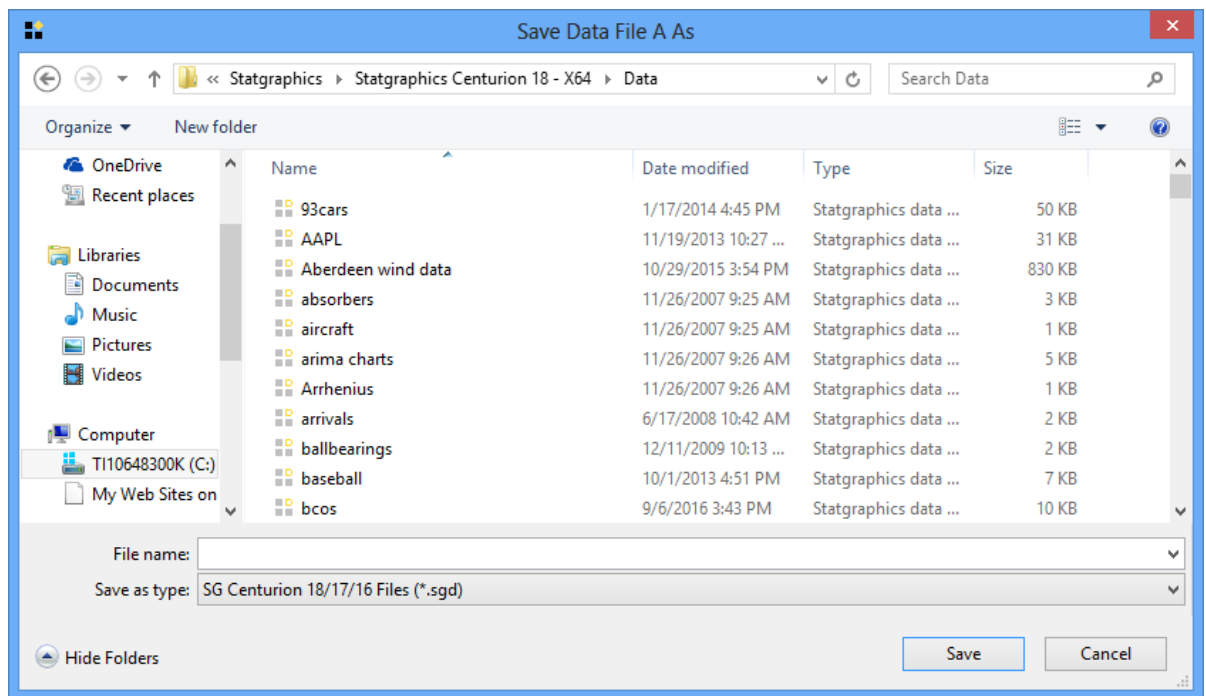 Save Data File A As
« Statgraphics Statgraphics Centurion 18 - X64 Data Search Data
Organize New folder
OneDrive
Recent places
Libraries
Documents
Music
Pictures
Videos
Computer
TI10648300K (C:)
My Web Sites on
Name Date modified Type Size
93cars 1/17/2014 4:45 PM Statgraphics data ... 50 KB
AAPL 11/19/2013 10:27 ... Statgraphics data ... 31 KB
Aberdeen wind data 10/29/2015 3:54 PM Statgraphics data ... 830 KB
absorbers 11/26/2007 9:25 AM Statgraphics data ... 3 KB
aircraft 11/26/2007 9:25 AM Statgraphics data ... 1 KB
arima charts 11/26/2007 9:26 AM Statgraphics data ... 5 KB
Arrhenius 11/26/2007 9:26 AM Statgraphics data ... 1 KB
arrivals 6/17/2008 10:42 AM Statgraphics data ... 2 KB
ballbearings 12/11/2009 10:13 ... Statgraphics data ... 2 KB
baseball 10/1/2013 4:51 PM Statgraphics data ... 7 KB
bcos 9/6/2016 3:43 PM Statgraphics data ... 10 KB
File name:
Save as type: SG Centurion 18/17/16 Files (*.sgd)
Hide Folders Save Cancel